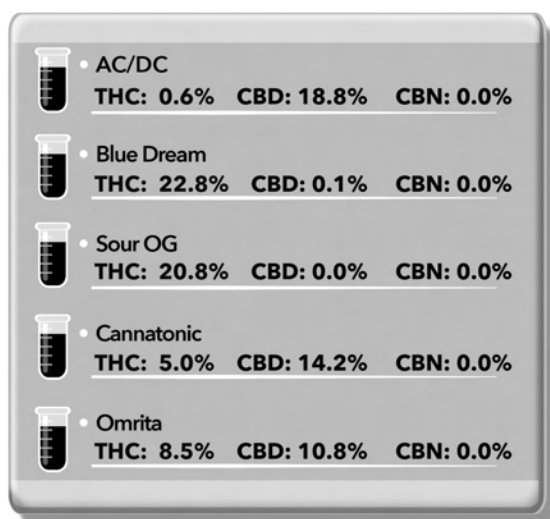 AC/DC
THC: 0.6% CBD: 18.8% CBN: 0.0%
Blue Dream
THC: 22.8% CBD: 0.1% CBN: 0.0%
Sour OG
THC: 20.8% CBD: 0.0% CBN: 0.0%
Cannatonic
THC: 5.0% CBD: 14.2% CBN: 0.0%
Omrita
THC: 8.5% CBD: 10.8% CBN: 0.0%